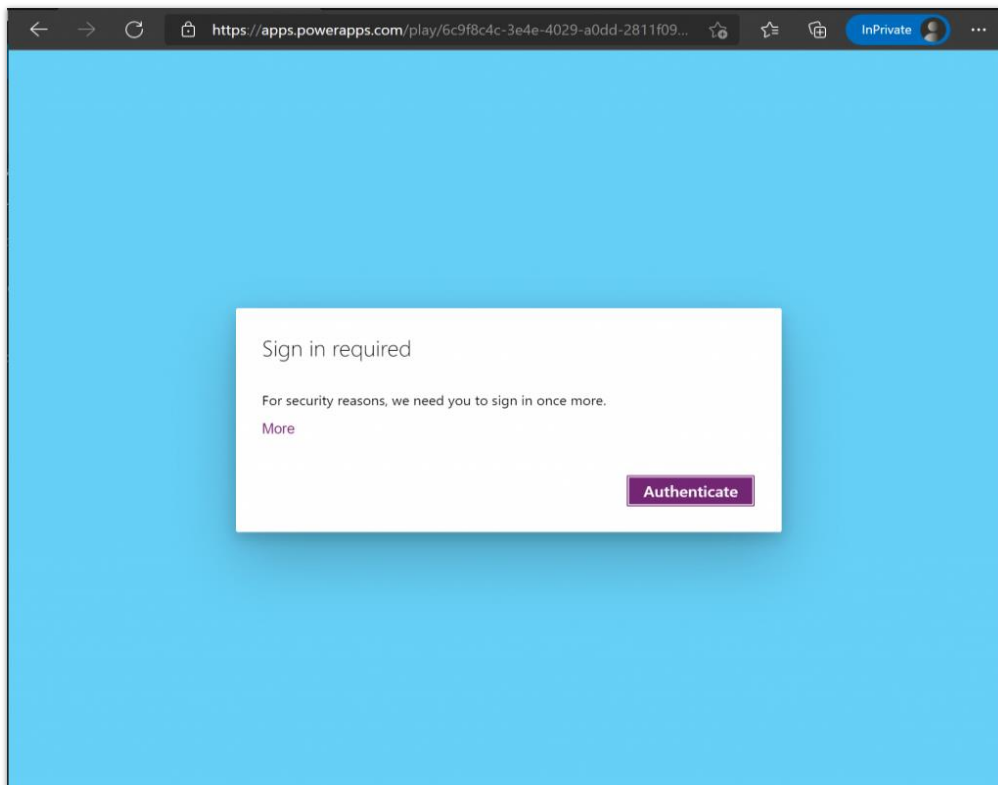 https://apps.powerapps.com/play/6c9f8c4c-3e4e-4029-a0dd-2811f09...
InPrivate
Sign in required
For security reasons, we need you to sign in once more.
More
Authenticate